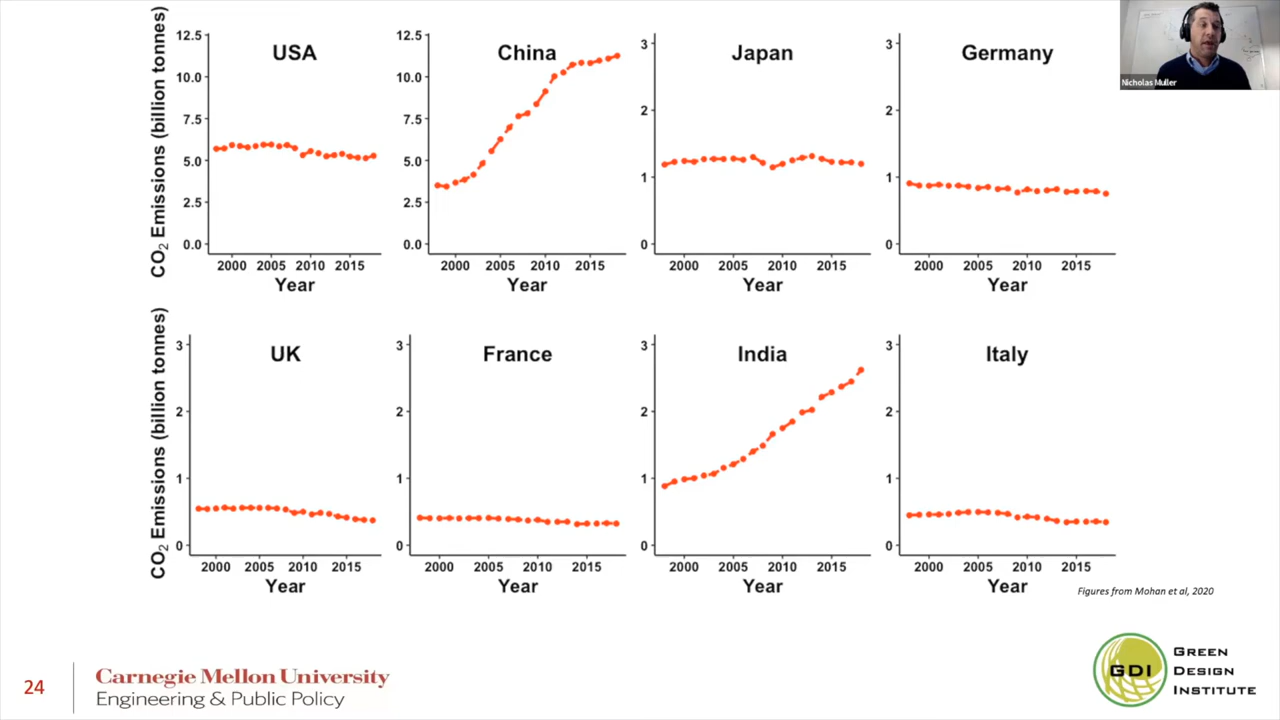 CO2 Emissions (billion tonnes)
12.5
10.0
7.5
5.0
2.5
0.0
USA
2000 2005 2010 2015
Year
12.5
10.0
7.5
5.0
2.5
0.0
China
2000 2005 2010 2015
Year
3
2
1
0
Japan
2000 2005 2010 2015
Year
3
2
1
0
Germany
2000 2005 2010 2015
Year
Nicholas Muller
CO2 Emissions (billion tonnes)
3
2
1
0
UK
2000 2005 2010 2015
Year
3
2
1
0
France
2000 2005 2010 2015
Year
3
2
1
0
India
2000 2005 2010 2015
Year
3
2
1
0
Italy
2000 2005 2010 2015
Year
Figures from Mohan et al, 2020
24
Carnegie Mellon University
Engineering & Public Policy
GDI
GREEN
DESIGN
INSTITUTE